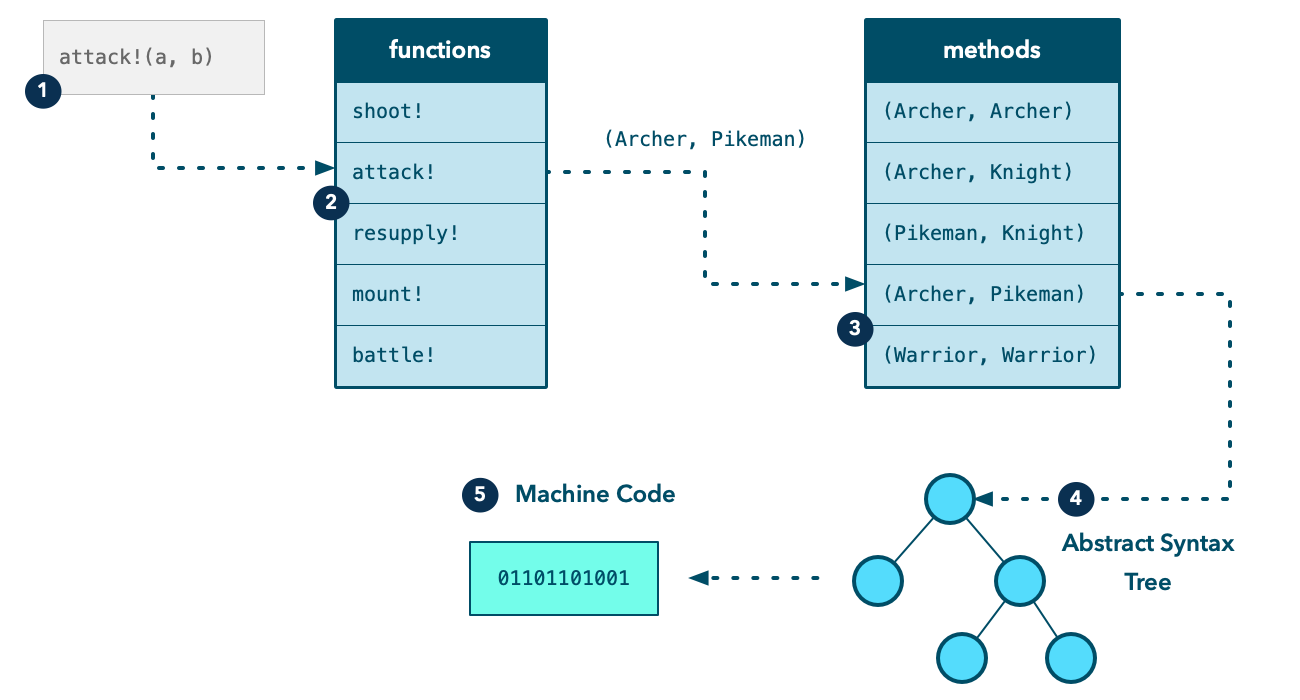 attack!(a, b)
1
functions
shoot!
attack!
2
resupply!
mount!
battle!
(Archer, Pikeman)
methods
(Archer, Archer)
(Archer, Knight)
(Pikeman, Knight)
(Archer, Pikeman)
3
(Warrior, Warrior)
4
Abstract Syntax
Tree
5 Machine Code
01101101001